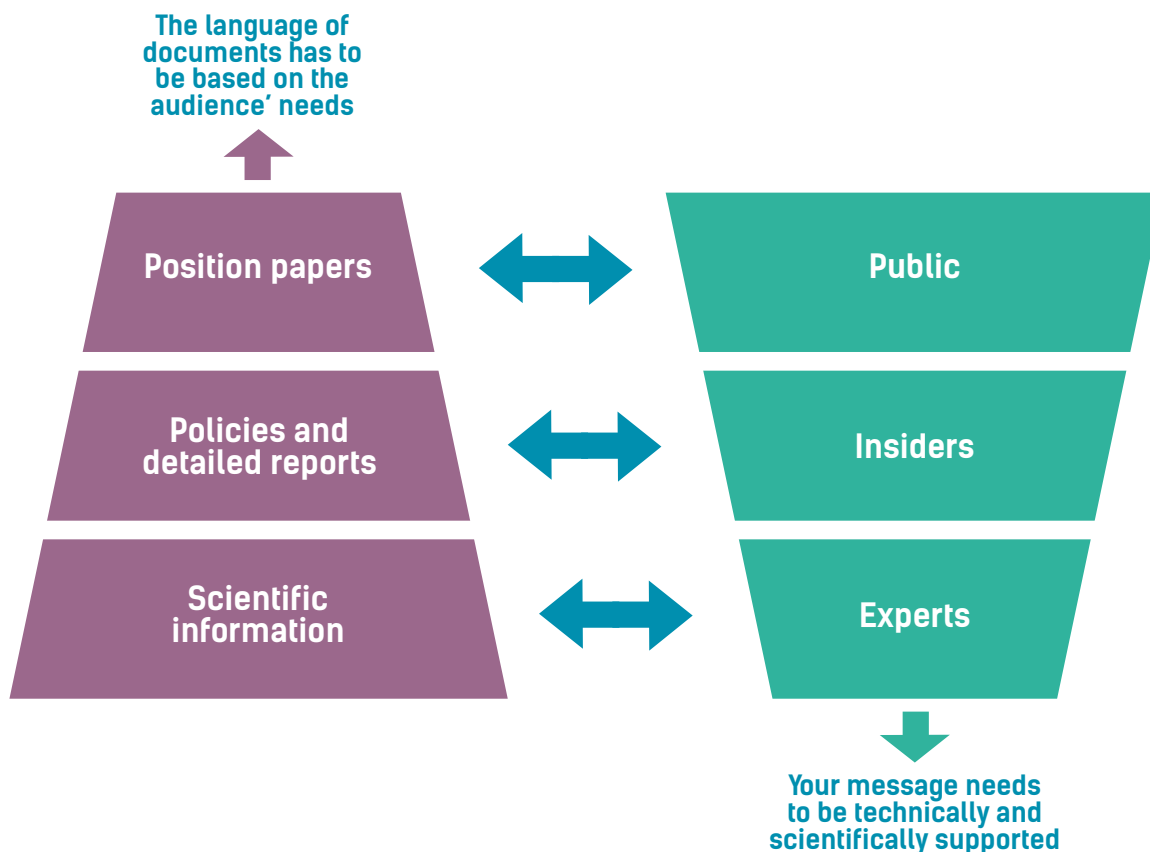 The language of
documents has to
be based on the
audience’ needs
Position papers
Public
Policies and
detailed reports
Insiders
Scientific
information
Experts
Your message needs
to be technically and
scientifically supported